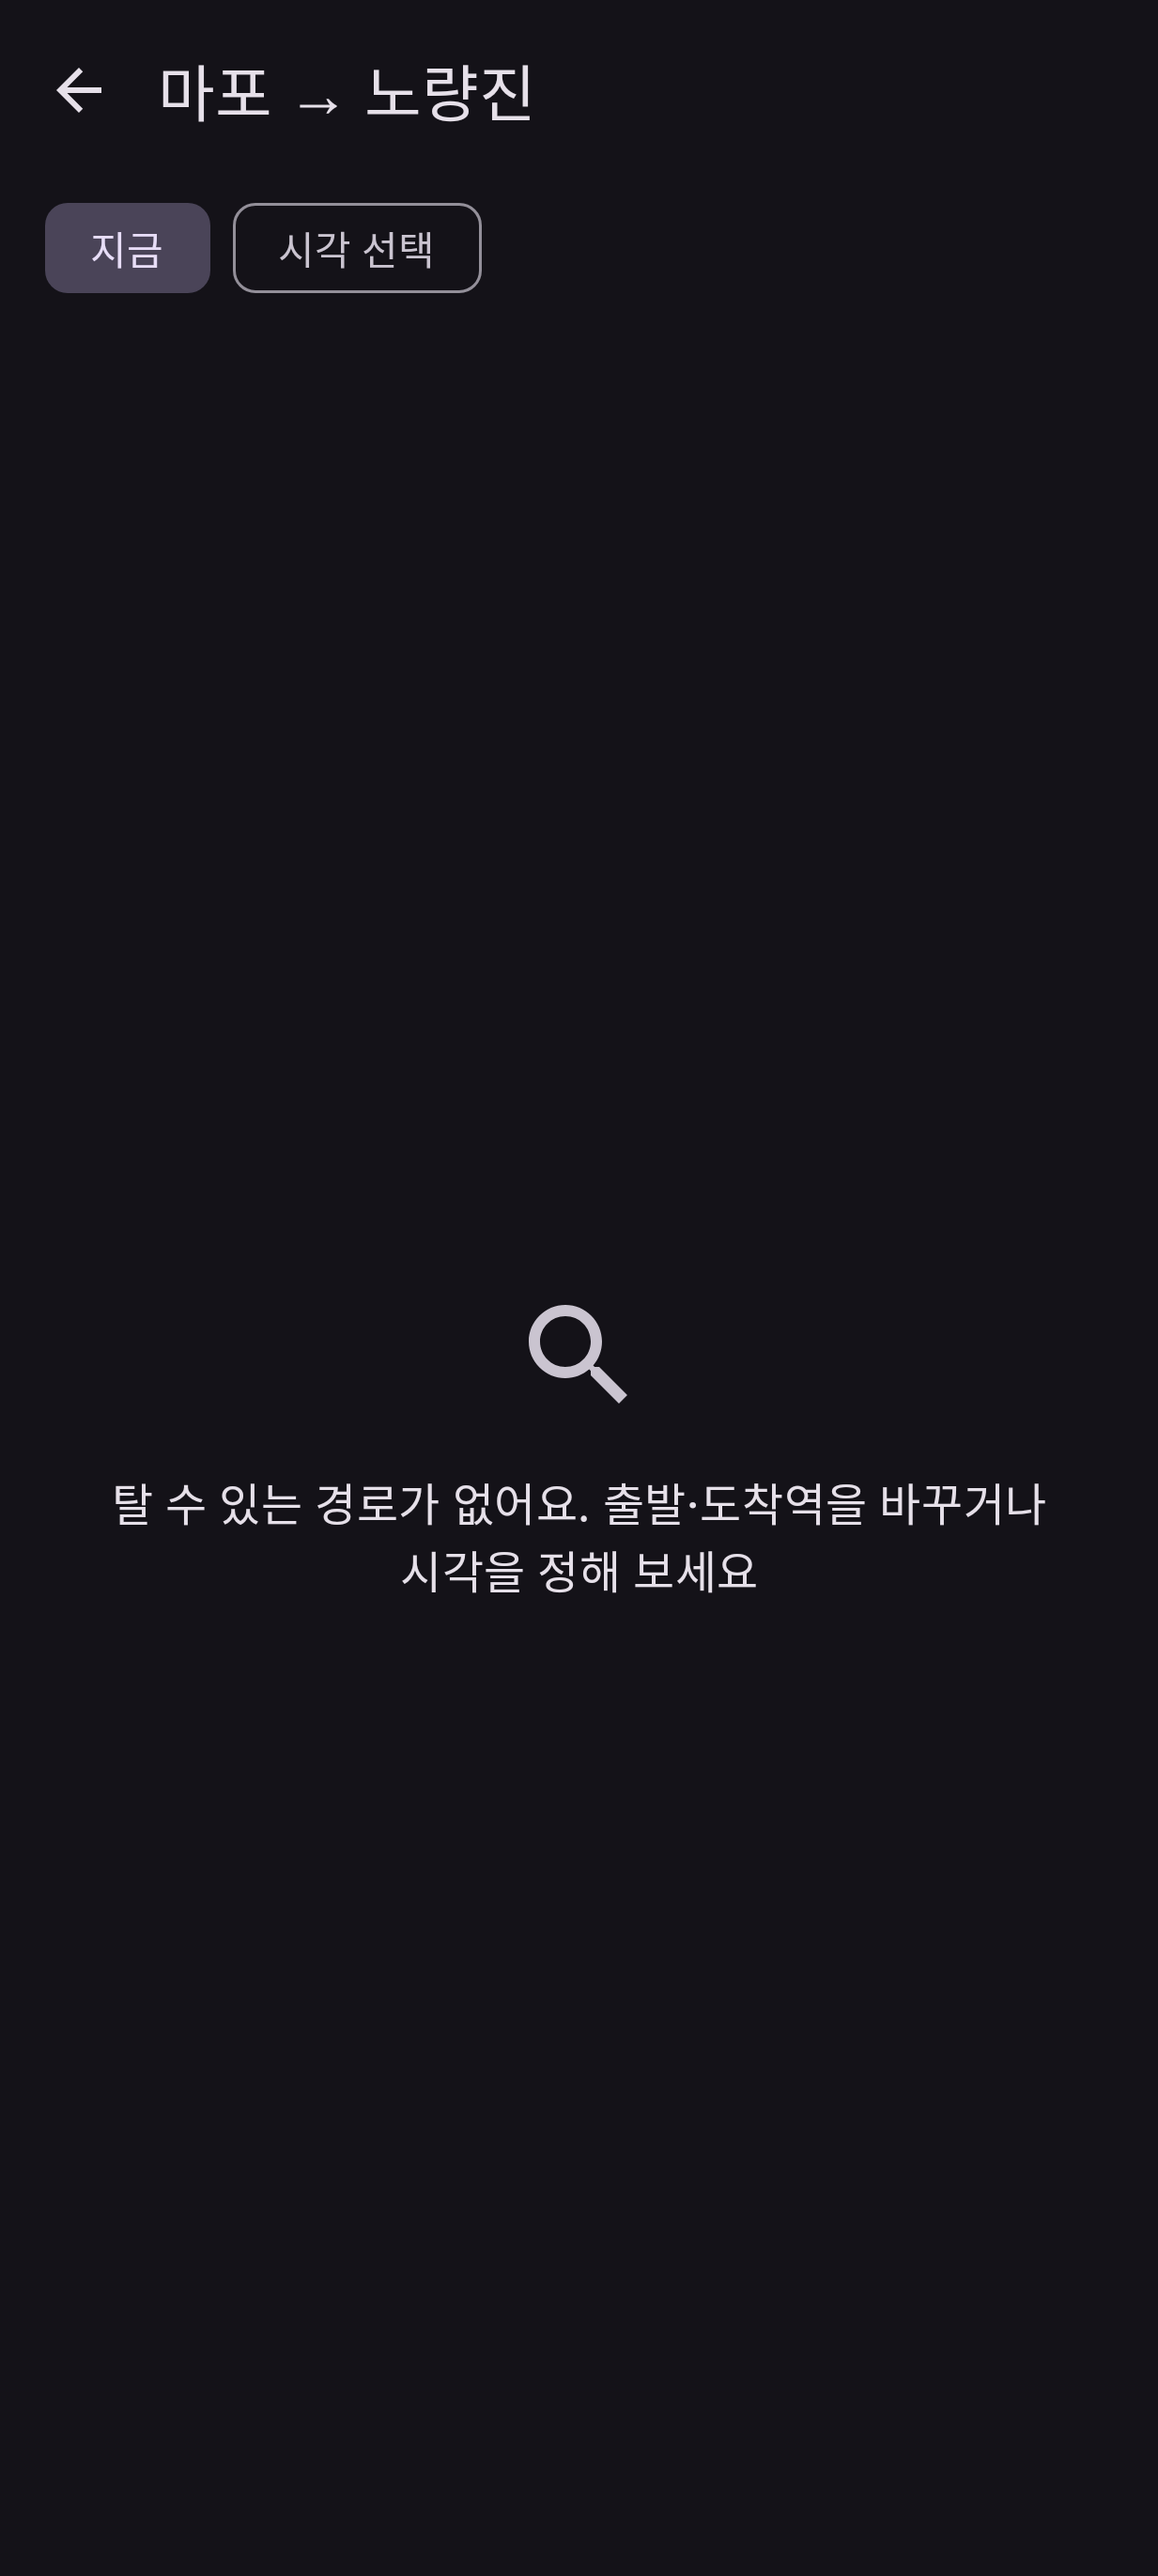 마포 → 노량진
지금
시각 선택
탈 수 있는 경로가 없어요. 출발·도착역을 바꾸거나
시각을 정해 보세요